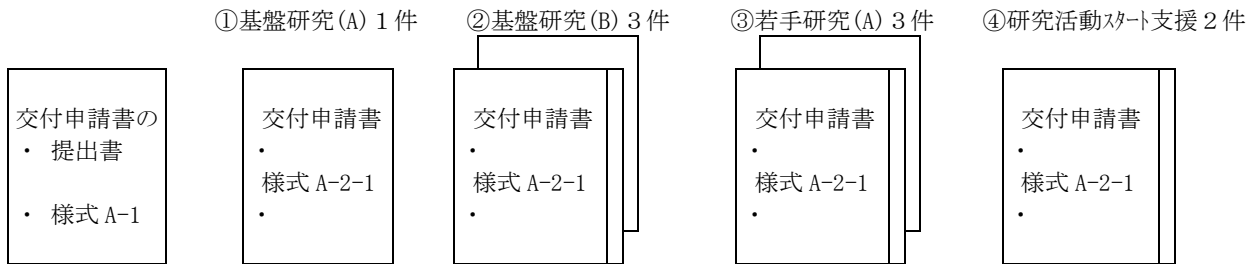 ①基盤研究(A) 1件
②基盤研究(B) 3件
③若手研究(A) 3件
④研究活動ｽﾀｰﾄ支援 2件
交付申請書の
・ 提出書
・ 様式 A-1
交付申請書
・
様式 A-2-1
・
交付申請書
・
様式 A-2-1
・
交付申請書
・
様式 A-2-1
・
交付申請書
・
様式 A-2-1
・